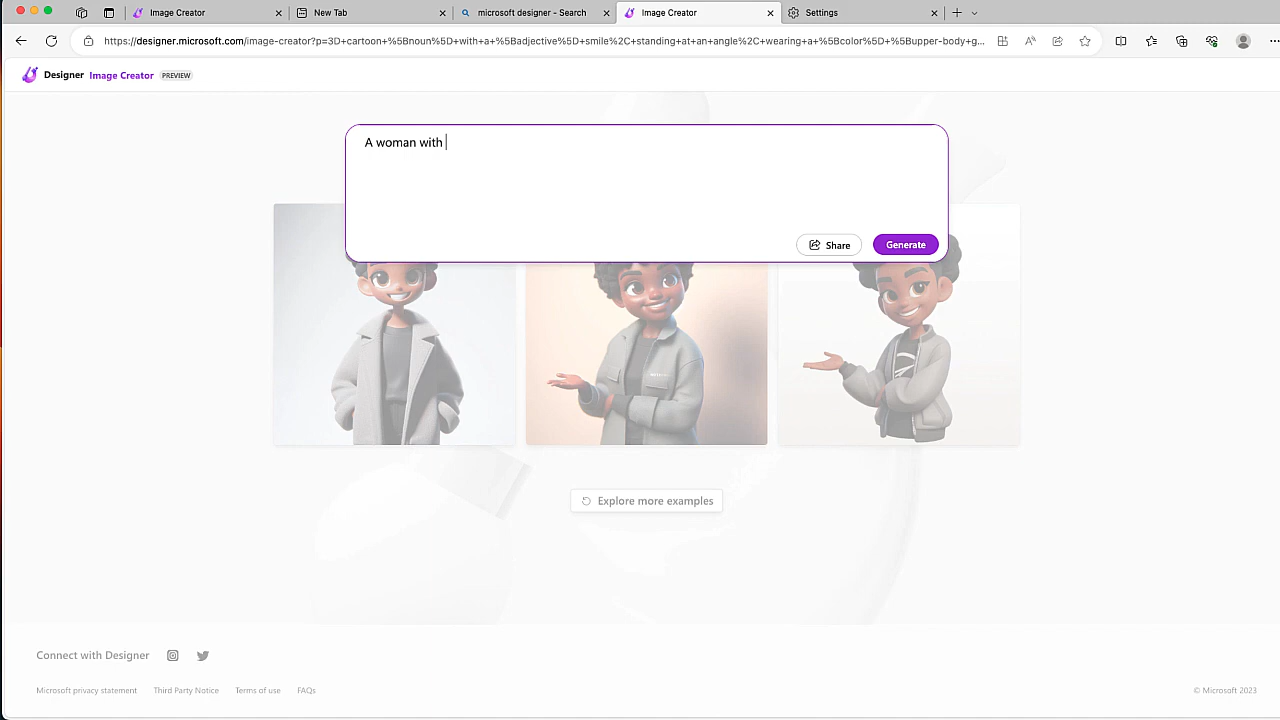 Image Creator
New Tab
microsoft designer - Search
Image Creator
Settings
https://designer.microsoft.com/image-creator?p=3D+cartoon+%5Bnoun%5D+with+a+%5Badjective%5D+smile%2C+standing+at+an+angle%2C+wearing+a+%5Bcolor%5D+%5Bupper-body+g...
Designer Image Creator PREVIEW
A woman with
Share
Generate
Explore more examples
Connect with Designer
Microsoft privacy statement
Third Party Notice
Terms of use
FAQs
© Microsoft 2023